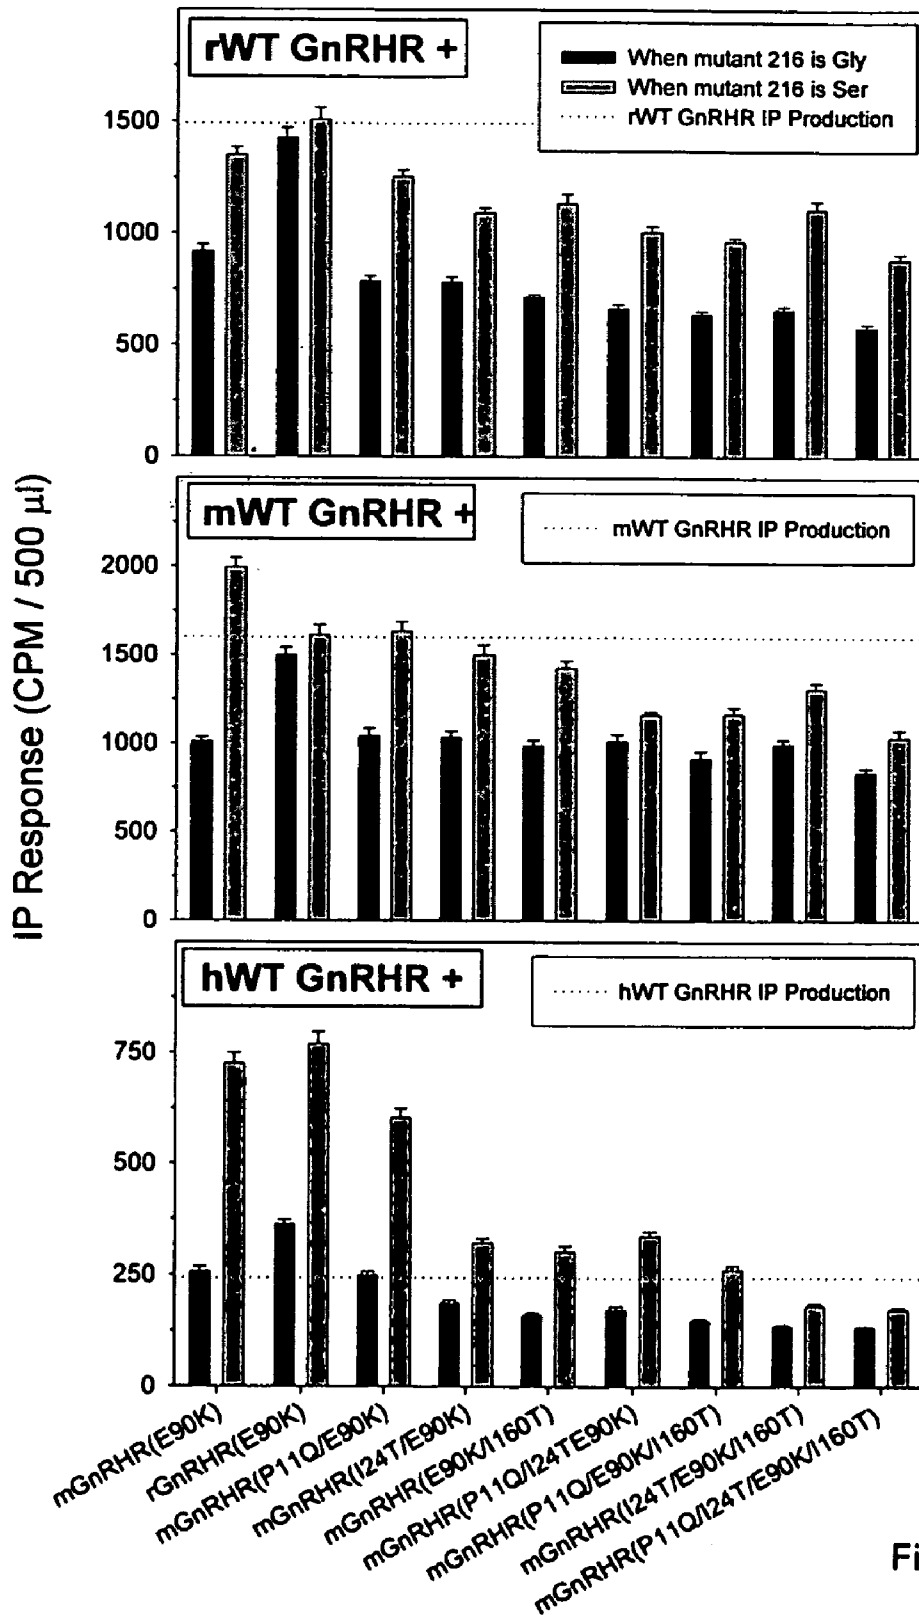 rWT GnRHR +
When mutant 216 is Gly
When mutant 216 is Ser
rWT GnRHR IP Production
1500
1000
500
0
mWT GnRHR +
mWT GnRHR IP Production
2000
1500
1000
500
0
IP Response (CPM / 500 µl)
hWT GnRHR +
hWT GnRHR IP Production
750
500
250
0
mGnRHR(E90K)
rGnRHR(E90K)
mGnRHR(P11Q/E90K)
mGnRHR(I24T/E90K)
mGnRHR(E90K/I160T)
mGnRHR(P11Q/I24TE90K)
mGnRHR(P11Q/E90K/I160T)
mGnRHR(I24T/E90K/I160T)
mGnRHR(P11Q/I24T/E90K/I160T)
Fi